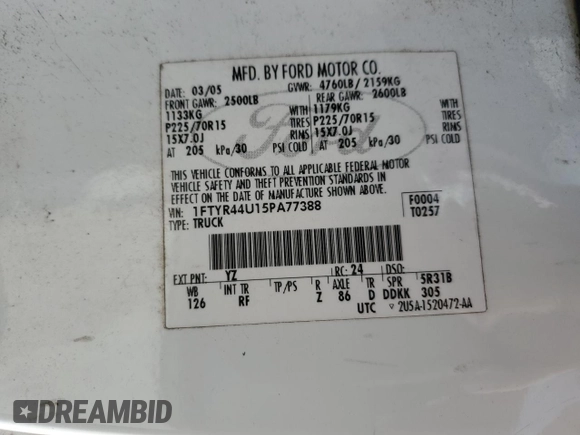 MFD. BY FORD MOTOR CO.
DATE: 03/05 GVWR: 4760LB/ 2159KG
FRONT GAWR: 2500LB REAR GAWR: 2600LB
1133KG WITH 1179KG WITH
P225/70R15 TIRES P225/70R15 TIRES
15X7.0J RIMS 15X7.0J RIMS
AT 205 kPa/30 PSI COLD AT 205 kPa/30 PSI COLD
Ford
THIS VEHICLE CONFORMS TO ALL APPLICABLE FEDERAL MOTOR
VEHICLE SAFETY AND THEFT PREVENTION STANDARDS IN
EFFECT ON THE DATE OF MANUFACTURE SHOWN ABOVE.
VIN: 1FTYR44U15PA77388 F0004
TYPE: TRUCK T0257
EXT PNT: YZ RC: 24 DSO:
WB INT TR TP/PS R AXLE TR SPR 5R31B
126 RF Z 86 D DDKK 305
UTC ▽ 2U5A-1520472-AA
DREAMBID